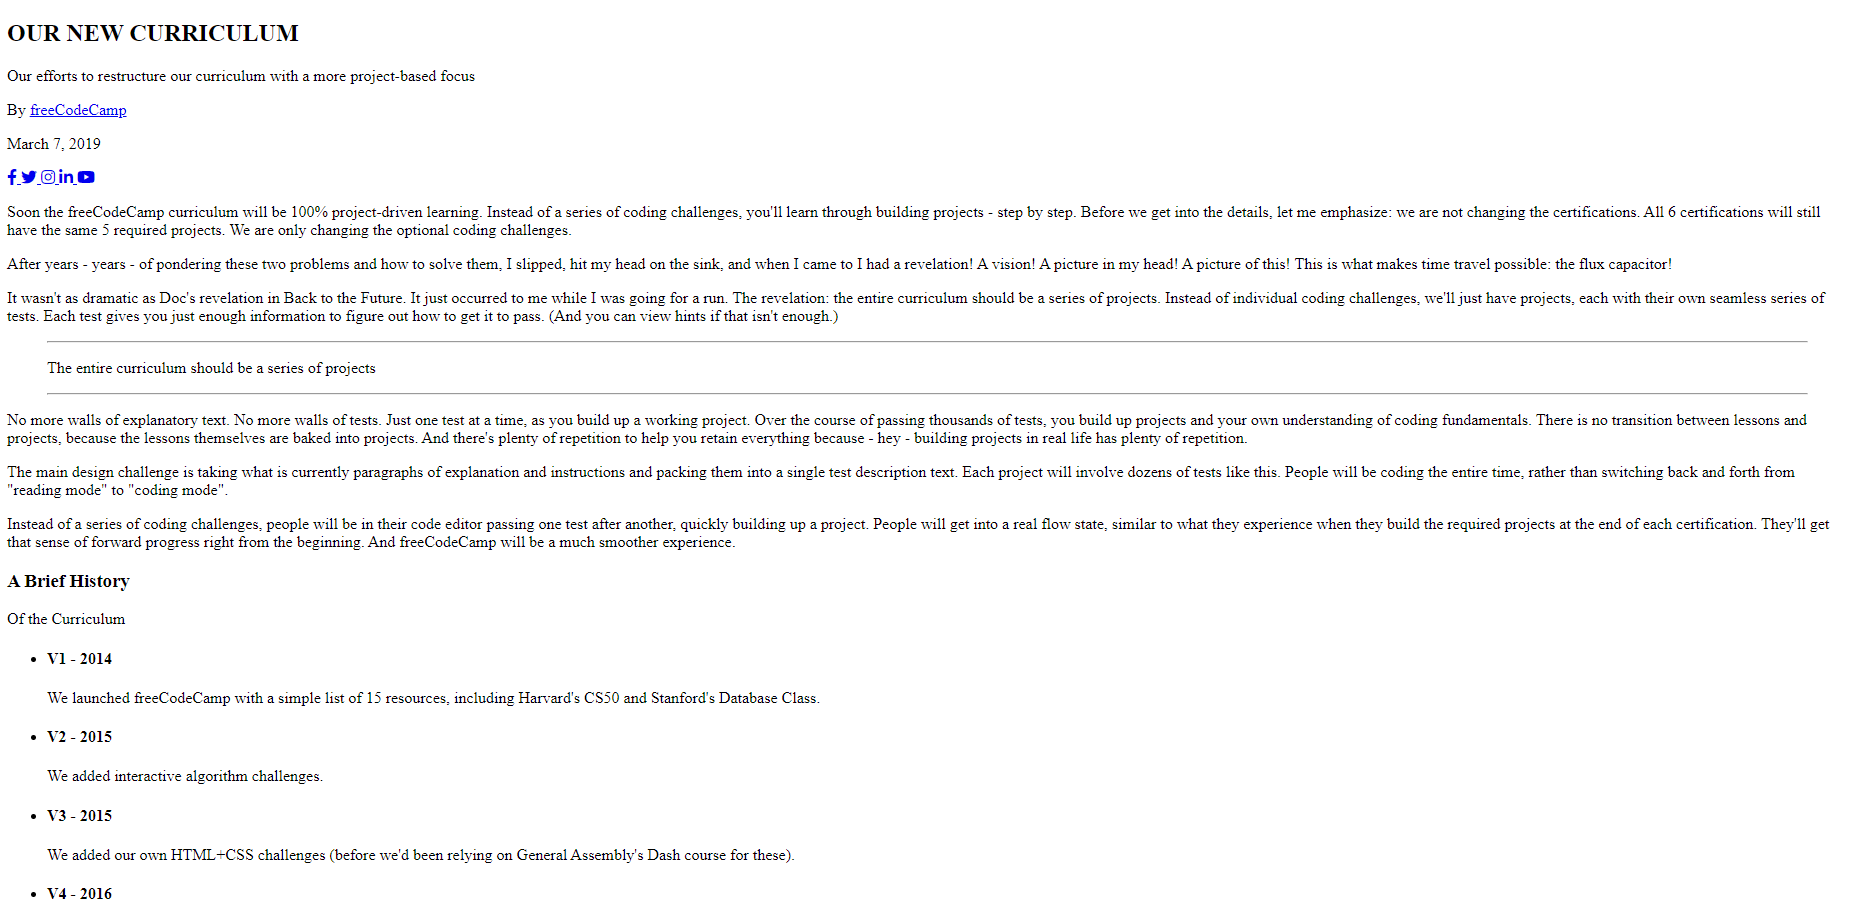 OUR NEW CURRICULUM
Our efforts to restructure our curriculum with a more project-based focus
By freeCodeCamp
March 7, 2019
Soon the freeCodeCamp curriculum will be 100% project-driven learning. Instead of a series of coding challenges, you'll learn through building projects - step by step. Before we get into the details, let me emphasize: we are not changing the certifications. All 6 certifications will still
have the same 5 required projects. We are only changing the optional coding challenges.
After years - years - of pondering these two problems and how to solve them, I slipped, hit my head on the sink, and when I came to I had a revelation! A vision! A picture in my head! A picture of this! This is what makes time travel possible: the flux capacitor!
It wasn't as dramatic as Doc's revelation in Back to the Future. It just occurred to me while I was going for a run. The revelation: the entire curriculum should be a series of projects. Instead of individual coding challenges, we'll just have projects, each with their own seamless series of
tests. Each test gives you just enough information to figure out how to get it to pass. (And you can view hints if that isn't enough.)
The entire curriculum should be a series of projects
No more walls of explanatory text. No more walls of tests. Just one test at a time, as you build up a working project. Over the course of passing thousands of tests, you build up projects and your own understanding of coding fundamentals. There is no transition between lessons and
projects, because the lessons themselves are baked into projects. And there's plenty of repetition to help you retain everything because - hey - building projects in real life has plenty of repetition.
The main design challenge is taking what is currently paragraphs of explanation and instructions and packing them into a single test description text. Each project will involve dozens of tests like this. People will be coding the entire time, rather than switching back and forth from
"reading mode" to "coding mode".
Instead of a series of coding challenges, people will be in their code editor passing one test after another, quickly building up a project. People will get into a real flow state, similar to what they experience when they build the required projects at the end of each certification. They'll get
that sense of forward progress right from the beginning. And freeCodeCamp will be a much smoother experience.
A Brief History
Of the Curriculum
• V1 - 2014
We launched freeCodeCamp with a simple list of 15 resources, including Harvard's CS50 and Stanford's Database Class.
• V2 - 2015
We added interactive algorithm challenges.
• V3 - 2015
We added our own HTML+CSS challenges (before we'd been relying on General Assembly's Dash course for these).
• V4 - 2016